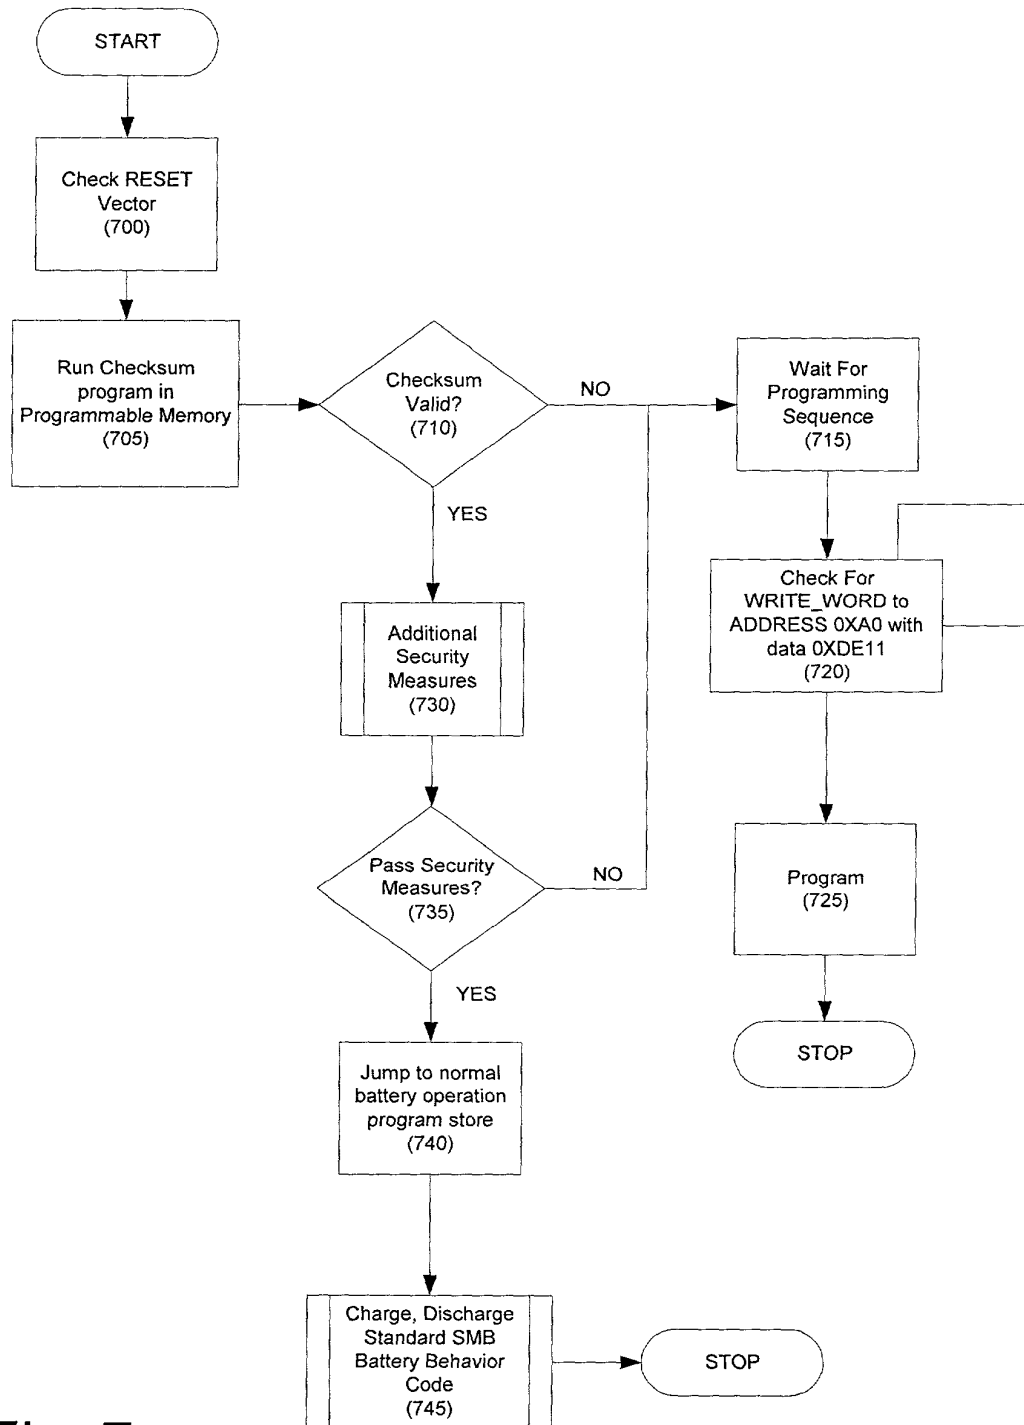 START
Check RESET
Vector
(700)
Run Checksum
program in
Programmable Memory
(705)
Checksum
Valid?
(710)
NO
YES
Wait For
Programming
Sequence
(715)
Check For
WRITE_WORD to
ADDRESS 0XA0 with
data 0XDE11
(720)
Additional
Security
Measures
(730)
Pass Security
Measures?
(735)
NO
YES
Program
(725)
STOP
Jump to normal
battery operation
program store
(740)
Charge, Discharge
Standard SMB
Battery Behavior
Code
(745)
STOP